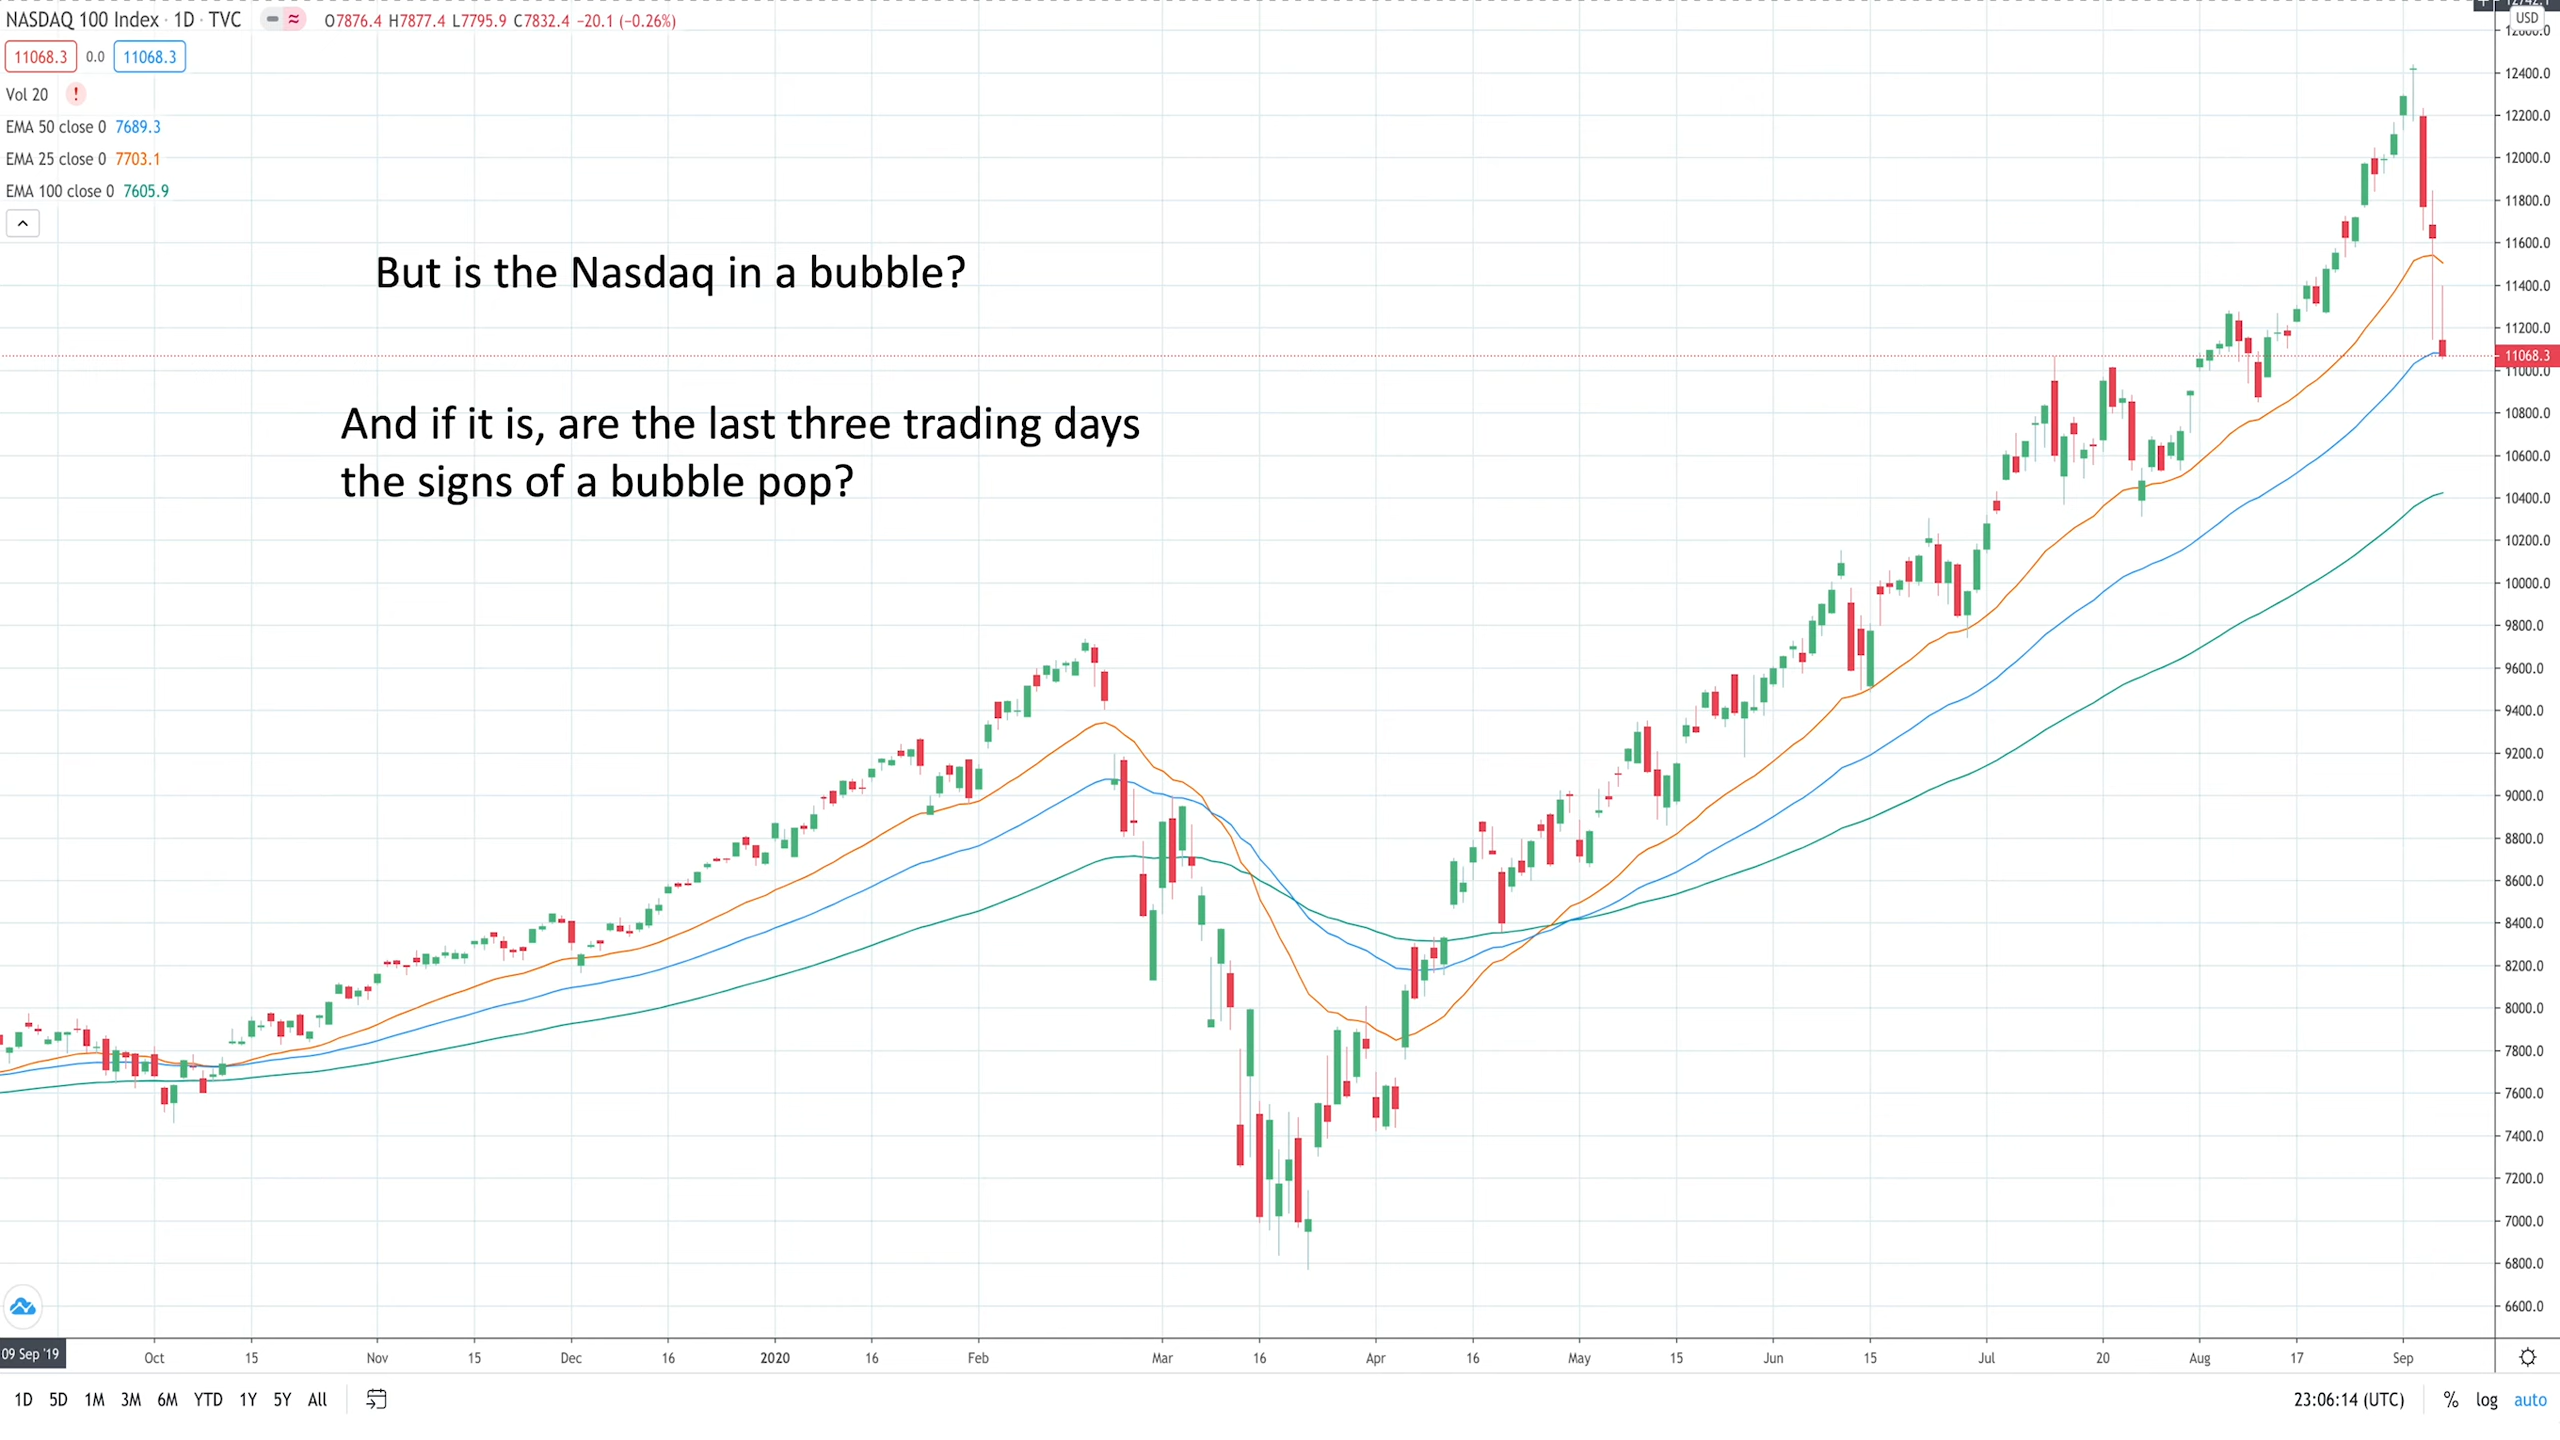 NASDAQ 100 Index · 1D · TVC O7876.4 H7877.4 L7795.9 C7832.4 −20.1 (−0.26%)
USD
11068.3 0.0 11068.3
Vol 20 !
EMA 50 close 0 7689.3
EMA 25 close 0 7703.1
EMA 100 close 0 7605.9
But is the Nasdaq in a bubble?
And if it is, are the last three trading days
the signs of a bubble pop?
12400.0
12200.0
12000.0
11800.0
11600.0
11400.0
11200.0
11068.3
11000.0
10800.0
10600.0
10400.0
10200.0
10000.0
9800.0
9600.0
9400.0
9200.0
9000.0
8800.0
8600.0
8400.0
8200.0
8000.0
7800.0
7600.0
7400.0
7200.0
7000.0
6800.0
6600.0
09 Sep '19 Oct 15 Nov 15 Dec 16 2020 16 Feb Mar 16 Apr 16 May 15 Jun 15 Jul 20 Aug 17 Sep
1D 5D 1M 3M 6M YTD 1Y 5Y All 23:06:14 (UTC) % log auto